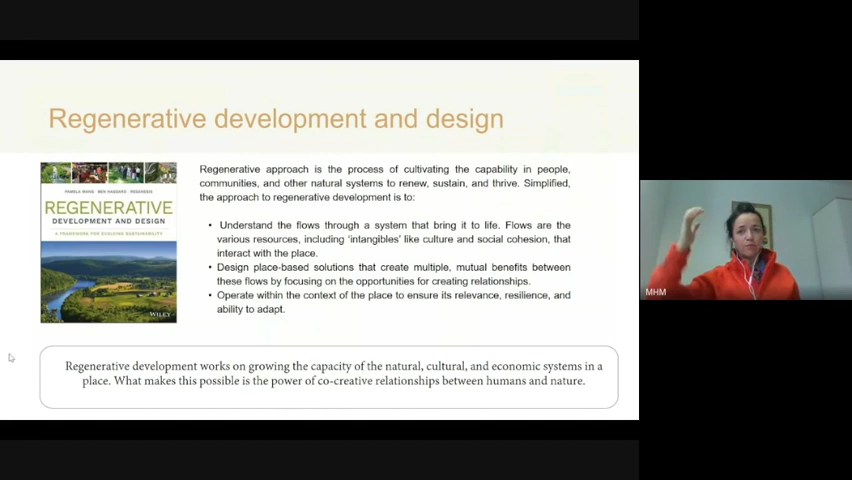 Regenerative development and design
PAMELA MANG BEN HAGGARD REGENESIS
REGENERATIVE
DEVELOPMENT AND DESIGN
A FRAMEWORK FOR EVOLVING SUSTAINABILITY
WILEY
Regenerative approach is the process of cultivating the capability in people,
communities, and other natural systems to renew, sustain, and thrive. Simplified,
the approach to regenerative development is to:
• Understand the flows through a system that bring it to life. Flows are the
various resources, including 'intangibles' like culture and social cohesion, that
interact with the place.
• Design place-based solutions that create multiple, mutual benefits between
these flows by focusing on the opportunities for creating relationships.
• Operate within the context of the place to ensure its relevance, resilience, and
ability to adapt.
Regenerative development works on growing the capacity of the natural, cultural, and economic systems in a
place. What makes this possible is the power of co-creative relationships between humans and nature.
MHM